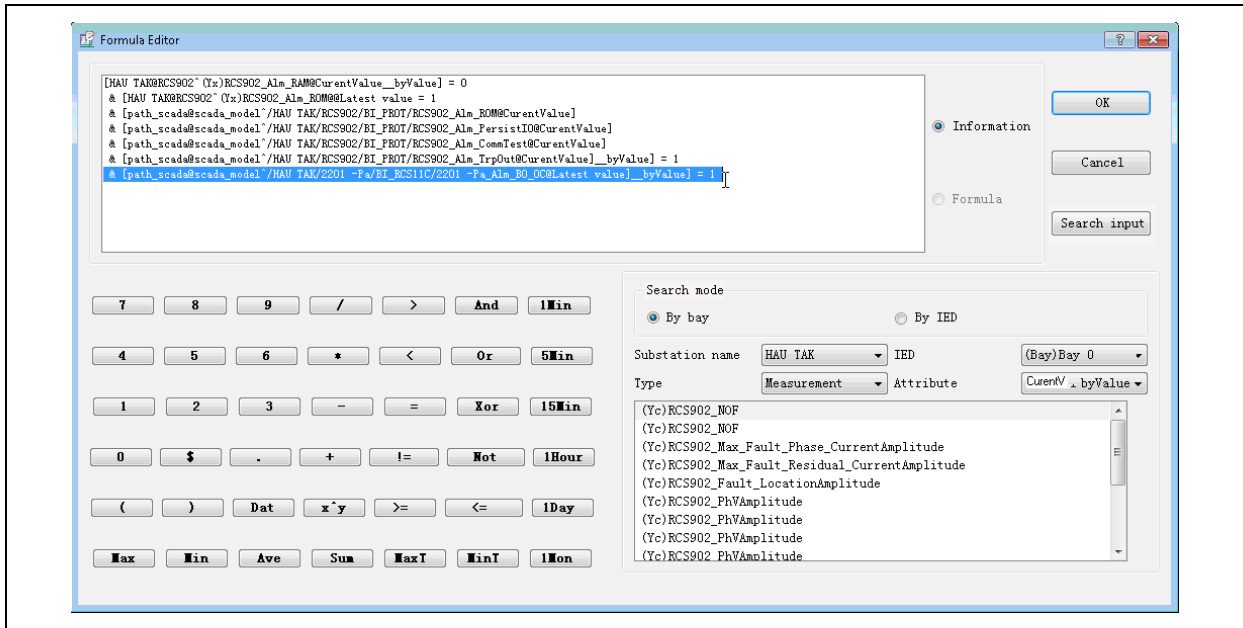 Formula Editor
[HAU TAK@RCS902^(Yx)RCS902_Alm_RAM@CurentValue__byValue] = 0
& [HAU TAK@RCS902^(Yx)RCS902_Alm_ROM@@Latest value = 1
& [path_scada@scada_model^/HAU TAK/RCS902/BI_PROT/RCS902_Alm_ROM@CurentValue]
& [path_scada@scada_model^/HAU TAK/RCS902/BI_PROT/RCS902_Alm_PersistIO@CurentValue]
& [path_scada@scada_model^/HAU TAK/RCS902/BI_PROT/RCS902_Alm_CommTest@CurentValue]
& [path_scada@scada_model^/HAU TAK/RCS902/BI_PROT/RCS902_Alm_TrpOut@CurentValue]__byValue] = 1
& [path_scada@scada_model^/HAU TAK/2201 -Pa/BI_RCS11C/2201 -Pa_Alm_BO_OC@Latest value]__byValue] = 1
Information
Formula
OK
Cancel
Search input
7 8 9 / > And 1Min
4 5 6 * < Or 5Min
1 2 3 - = Xor 15Min
0 $ . + != Not 1Hour
( ) Dat x^y >= <= 1Day
Max Min Ave Sum MaxT MinT 1Mon
Search mode
By bay By IED
Substation name HAU TAK IED (Bay)Bay 0
Type Measurement Attribute CurentV byValue
(Yc)RCS902_NOF
(Yc)RCS902_NOF
(Yc)RCS902_Max_Fault_Phase_CurrentAmplitude
(Yc)RCS902_Max_Fault_Residual_CurrentAmplitude
(Yc)RCS902_Fault_LocationAmplitude
(Yc)RCS902_PhVAmplitude
(Yc)RCS902_PhVAmplitude
(Yc)RCS902_PhVAmplitude
(Yc)RCS902_PhVAmplitude